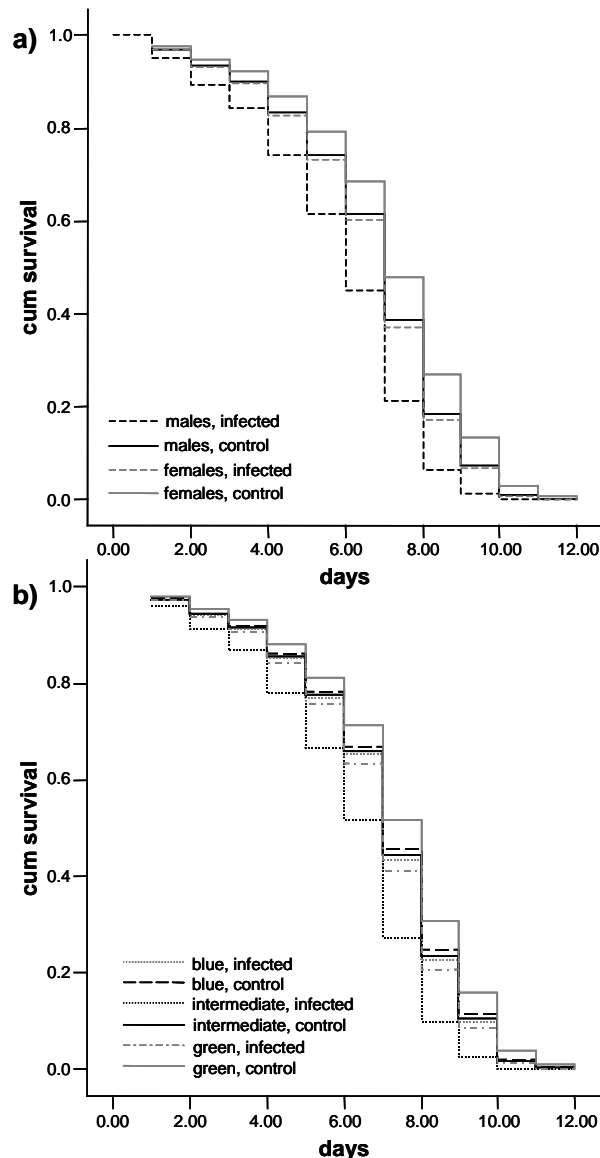 a)
1.0
0.8
0.6
0.4
0.2
0.0
cum survival
males, infected
males, control
females, infected
females, control
0.00 2.00 4.00 6.00 8.00 10.00 12.00
days
b)
1.0
0.8
0.6
0.4
0.2
0.0
cum survival
blue, infected
blue, control
intermediate, infected
intermediate, control
green, infected
green, control
0.00 2.00 4.00 6.00 8.00 10.00 12.00
days